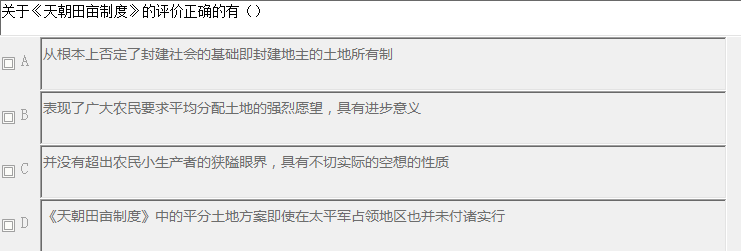 关于《天朝田亩制度》的评价正确的有（）
A 从根本上否定了封建社会的基础即封建地主的土地所有制
B 表现了广大农民要求平均分配土地的强烈愿望，具有进步意义
C 并没有超出农民小生产者的狭隘眼界，具有不切实际的空想的性质
D 《天朝田亩制度》中的平分土地方案即使在太平军占领地区也并未付诸实行